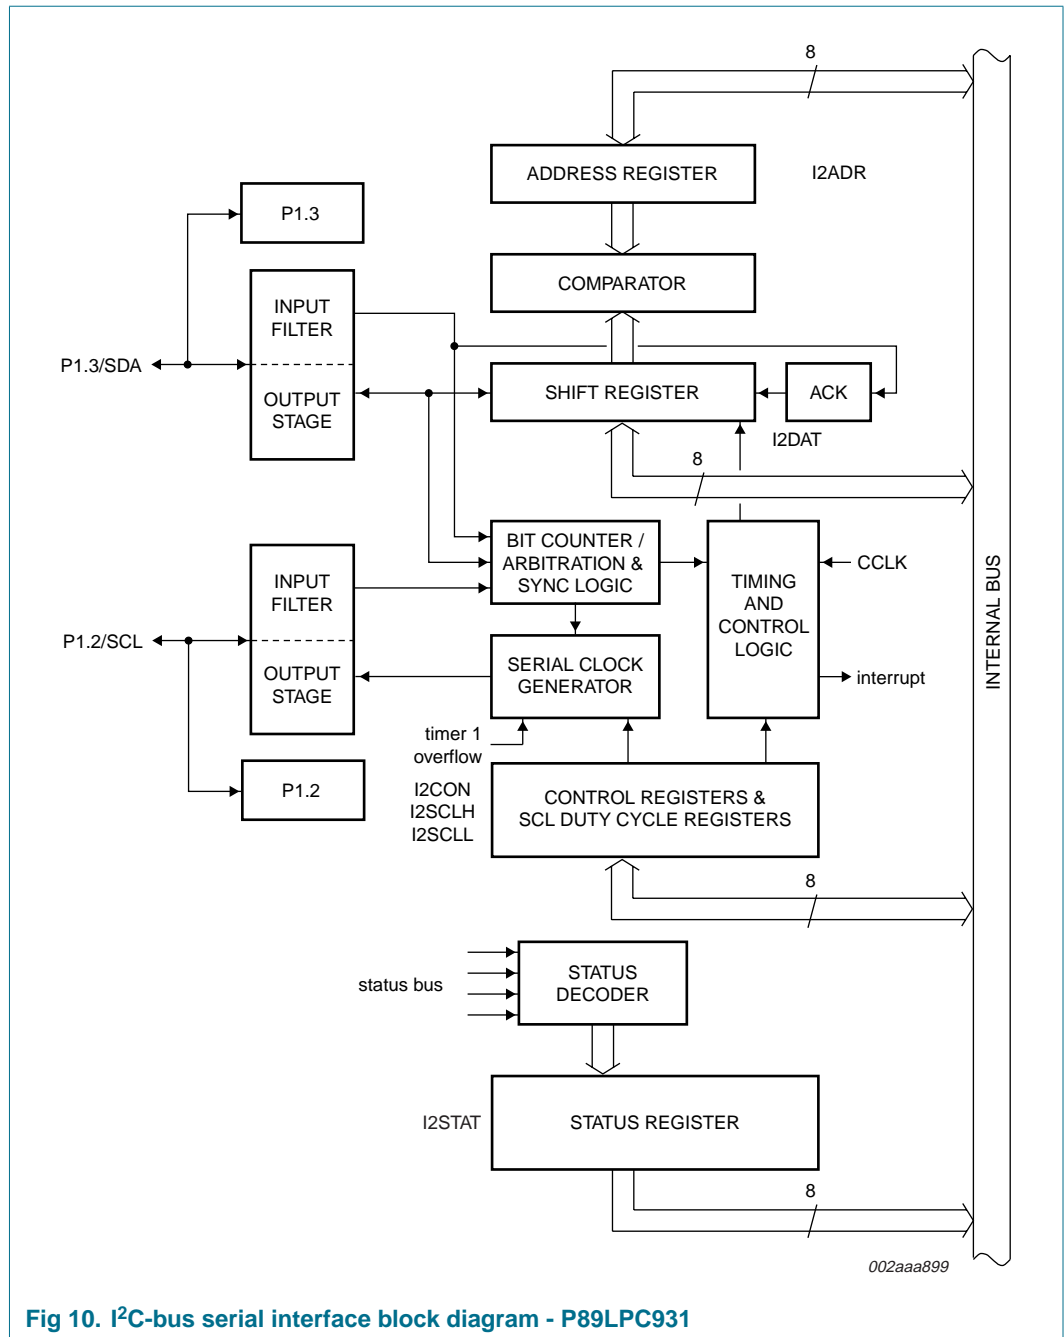 8
ADDRESS REGISTER
I2ADR
P1.3
COMPARATOR
INPUT
FILTER
P1.3/SDA
OUTPUT
STAGE
SHIFT REGISTER
ACK
I2DAT
8
BIT COUNTER /
ARBITRATION &
SYNC LOGIC
INPUT
FILTER
TIMING
AND
CONTROL
LOGIC
CCLK
INTERNAL BUS
P1.2/SCL
OUTPUT
STAGE
SERIAL CLOCK
GENERATOR
interrupt
timer 1
overflow
P1.2
I2CON
I2SCLH
I2SCLL
CONTROL REGISTERS &
SCL DUTY CYCLE REGISTERS
8
status bus
STATUS
DECODER
I2STAT
STATUS REGISTER
8
002aaa899
Fig 10. I²C-bus serial interface block diagram - P89LPC931